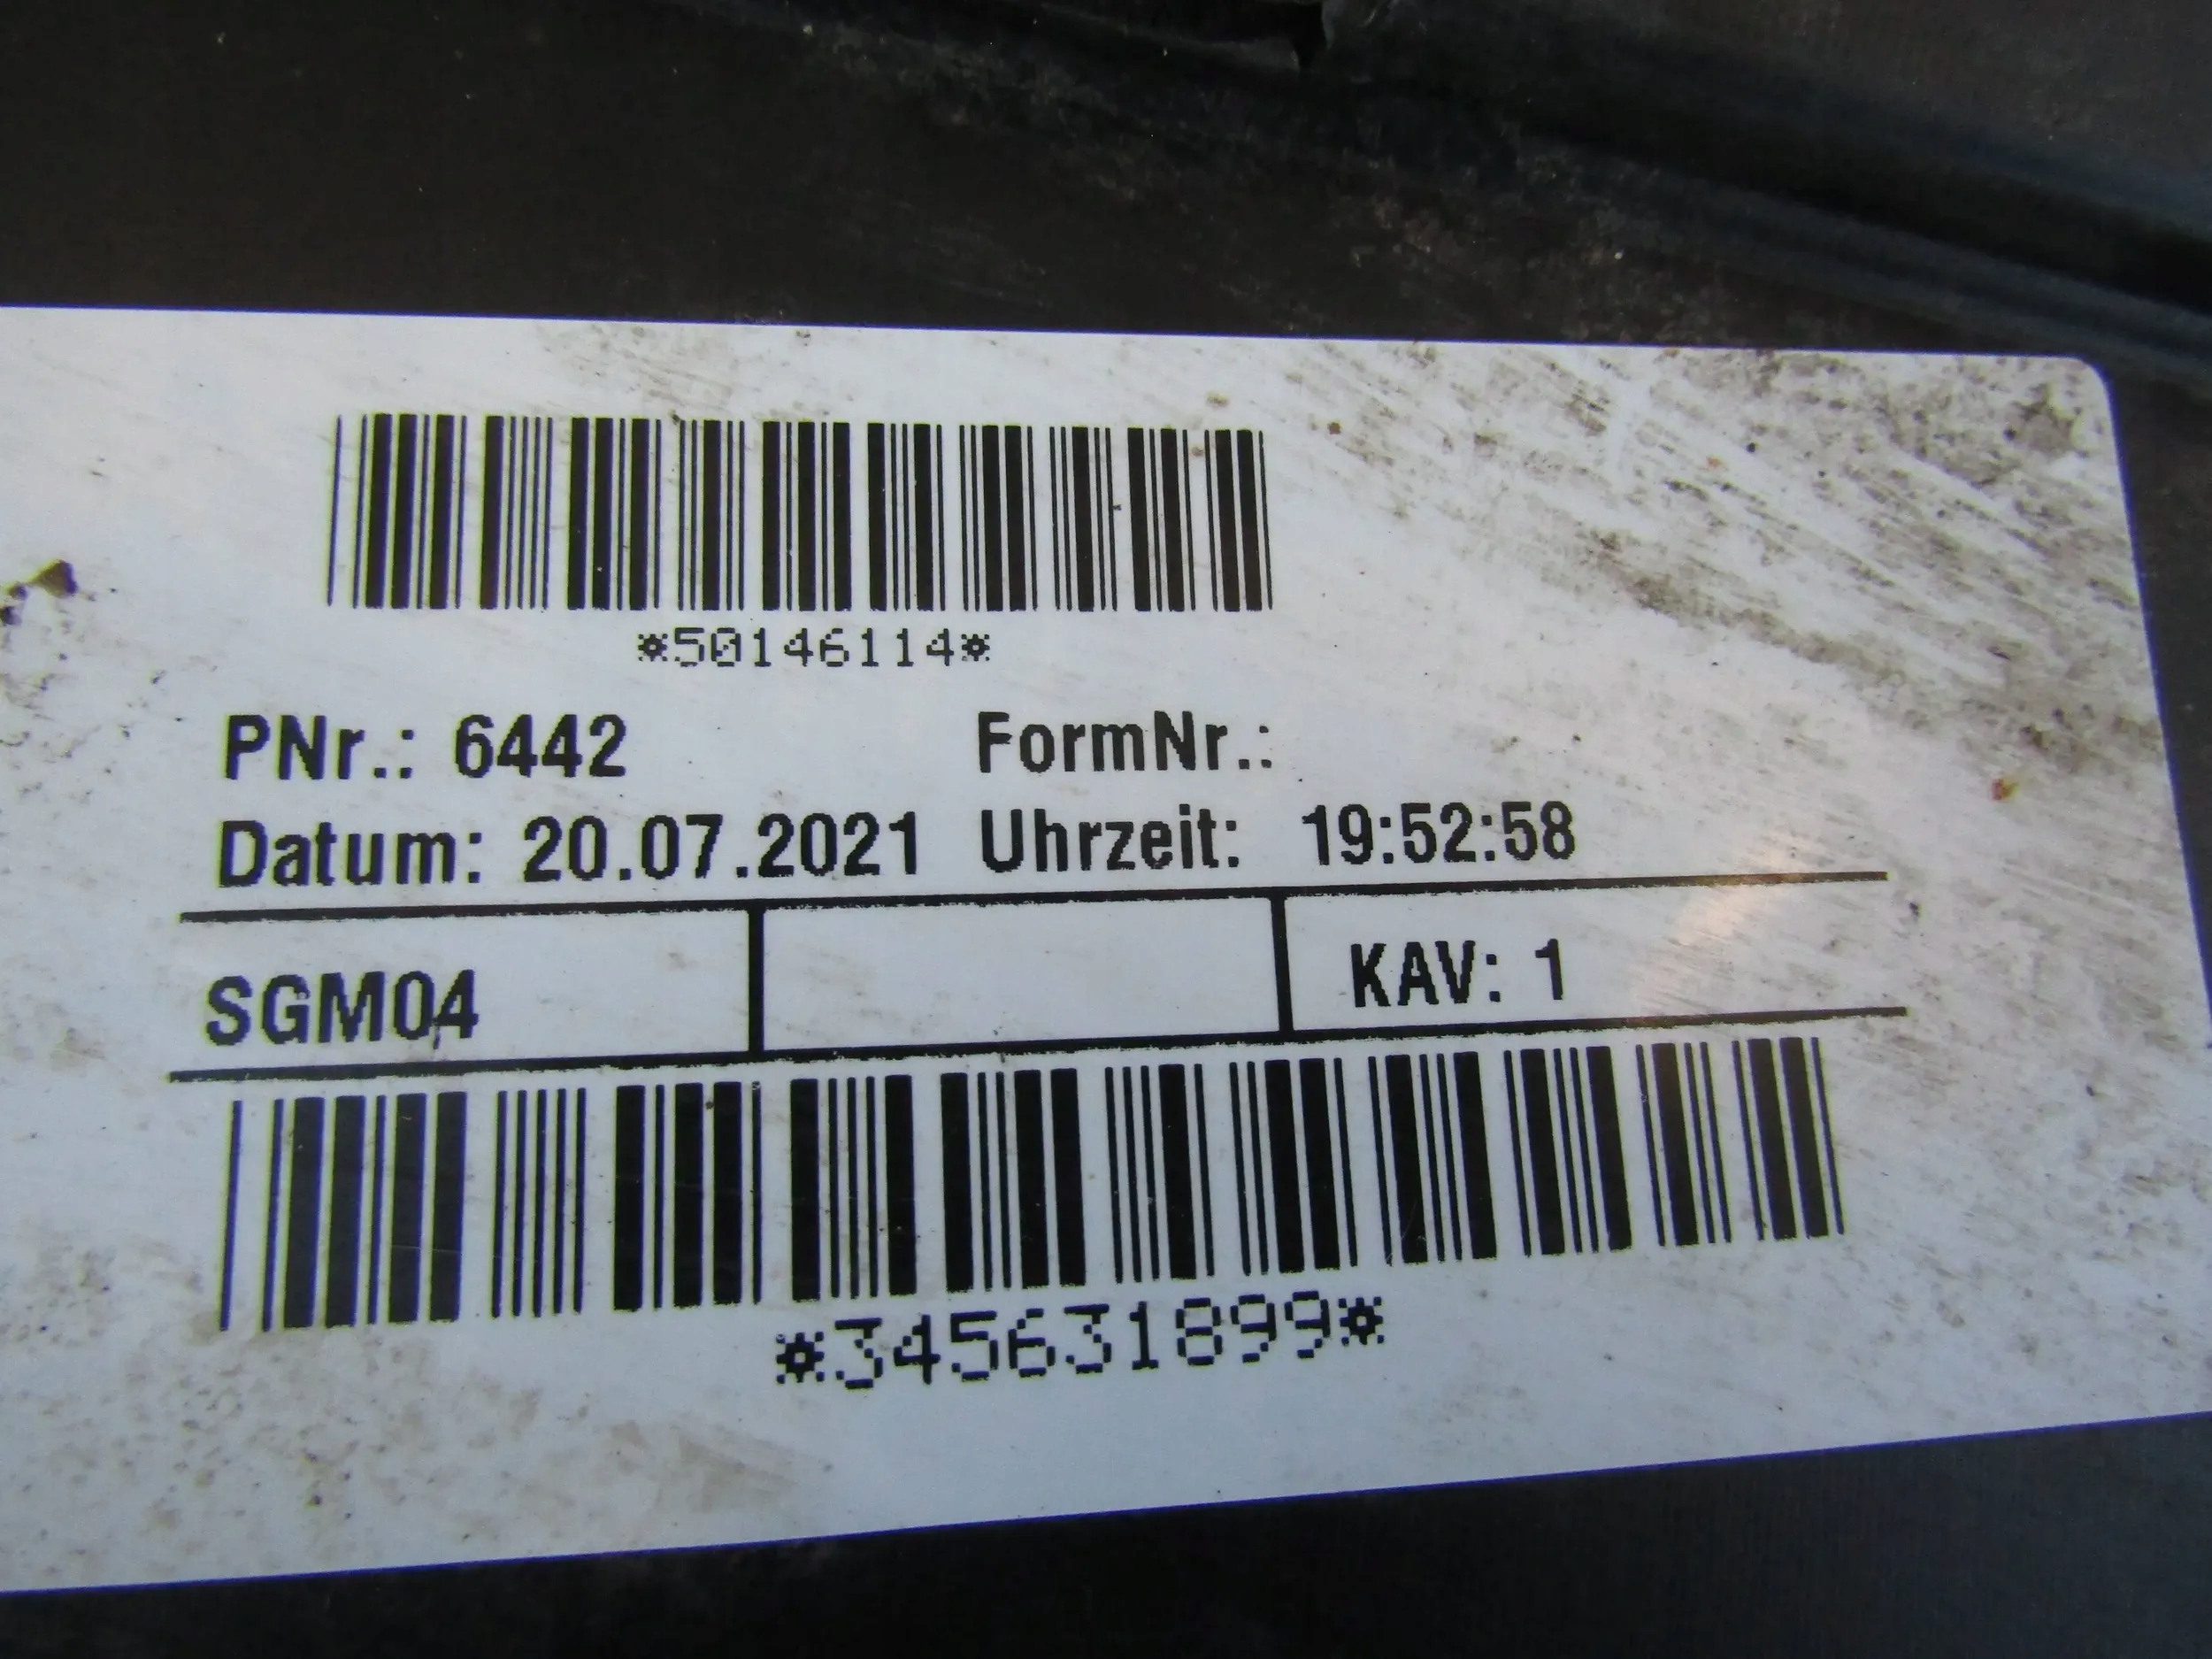 *50146114*
PNr.: 6442 FormNr.:
Datum: 20.07.2021 Uhrzeit: 19:52:58
SGM04 KAV: 1
*345631899*